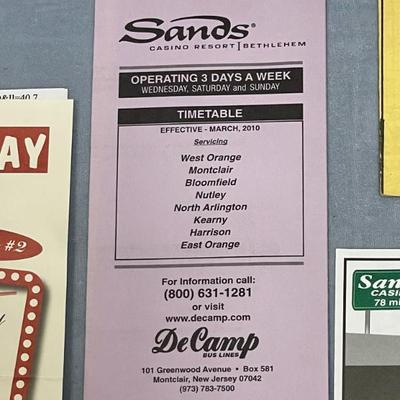 Sands®
CASINO RESORT | BETHLEHEM
OPERATING 3 DAYS A WEEK
WEDNESDAY, SATURDAY and SUNDAY
TIMETABLE
EFFECTIVE - MARCH, 2010
Servicing
West Orange
Montclair
Bloomfield
Nutley
North Arlington
Kearny
Harrison
East Orange
For Information call:
(800) 631-1281
or visit
www.decamp.com
DeCamp
BUS LINES
101 Greenwood Avenue • Box 581
Montclair, New Jersey 07042
(973) 783-7500
AY
#2
78